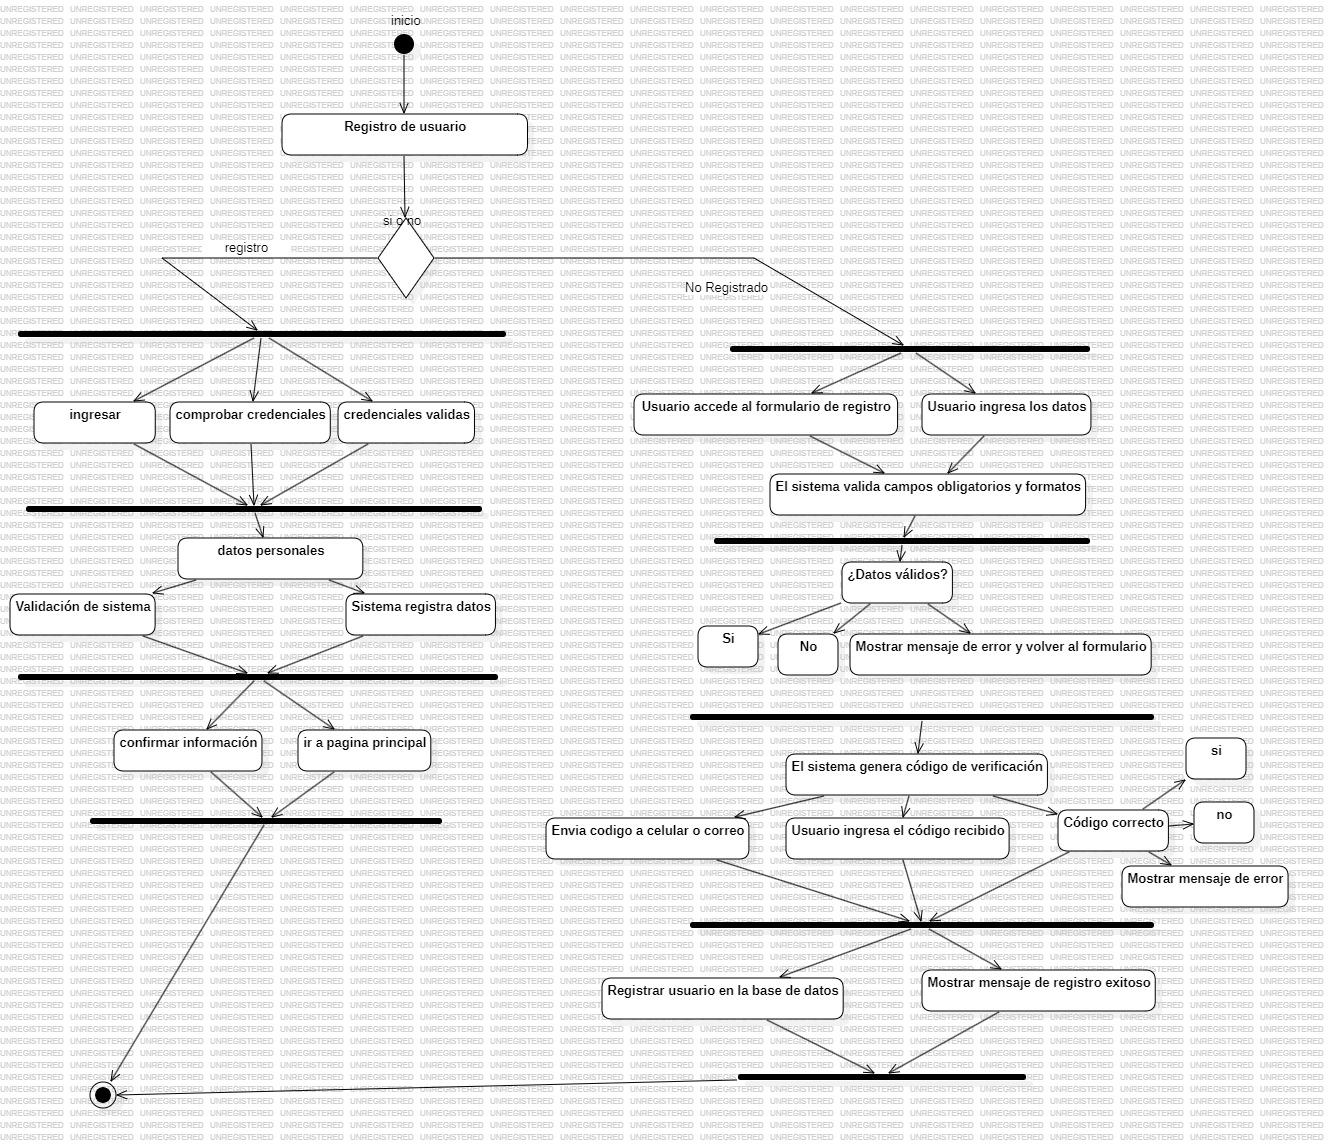 inicio
Registro de usuario
si o no
registro
No Registrado
ingresar
comprobar credenciales
credenciales validas
Usuario accede al formulario de registro
Usuario ingresa los datos
El sistema valida campos obligatorios y formatos
datos personales
¿Datos válidos?
Validación de sistema
Sistema registra datos
Si
No
Mostrar mensaje de error y volver al formulario
confirmar información
ir a pagina principal
El sistema genera código de verificación
si
Envia codigo a celular o correo
Usuario ingresa el código recibido
Código correcto
no
Mostrar mensaje de error
Registrar usuario en la base de datos
Mostrar mensaje de registro exitoso
UNREGISTERED